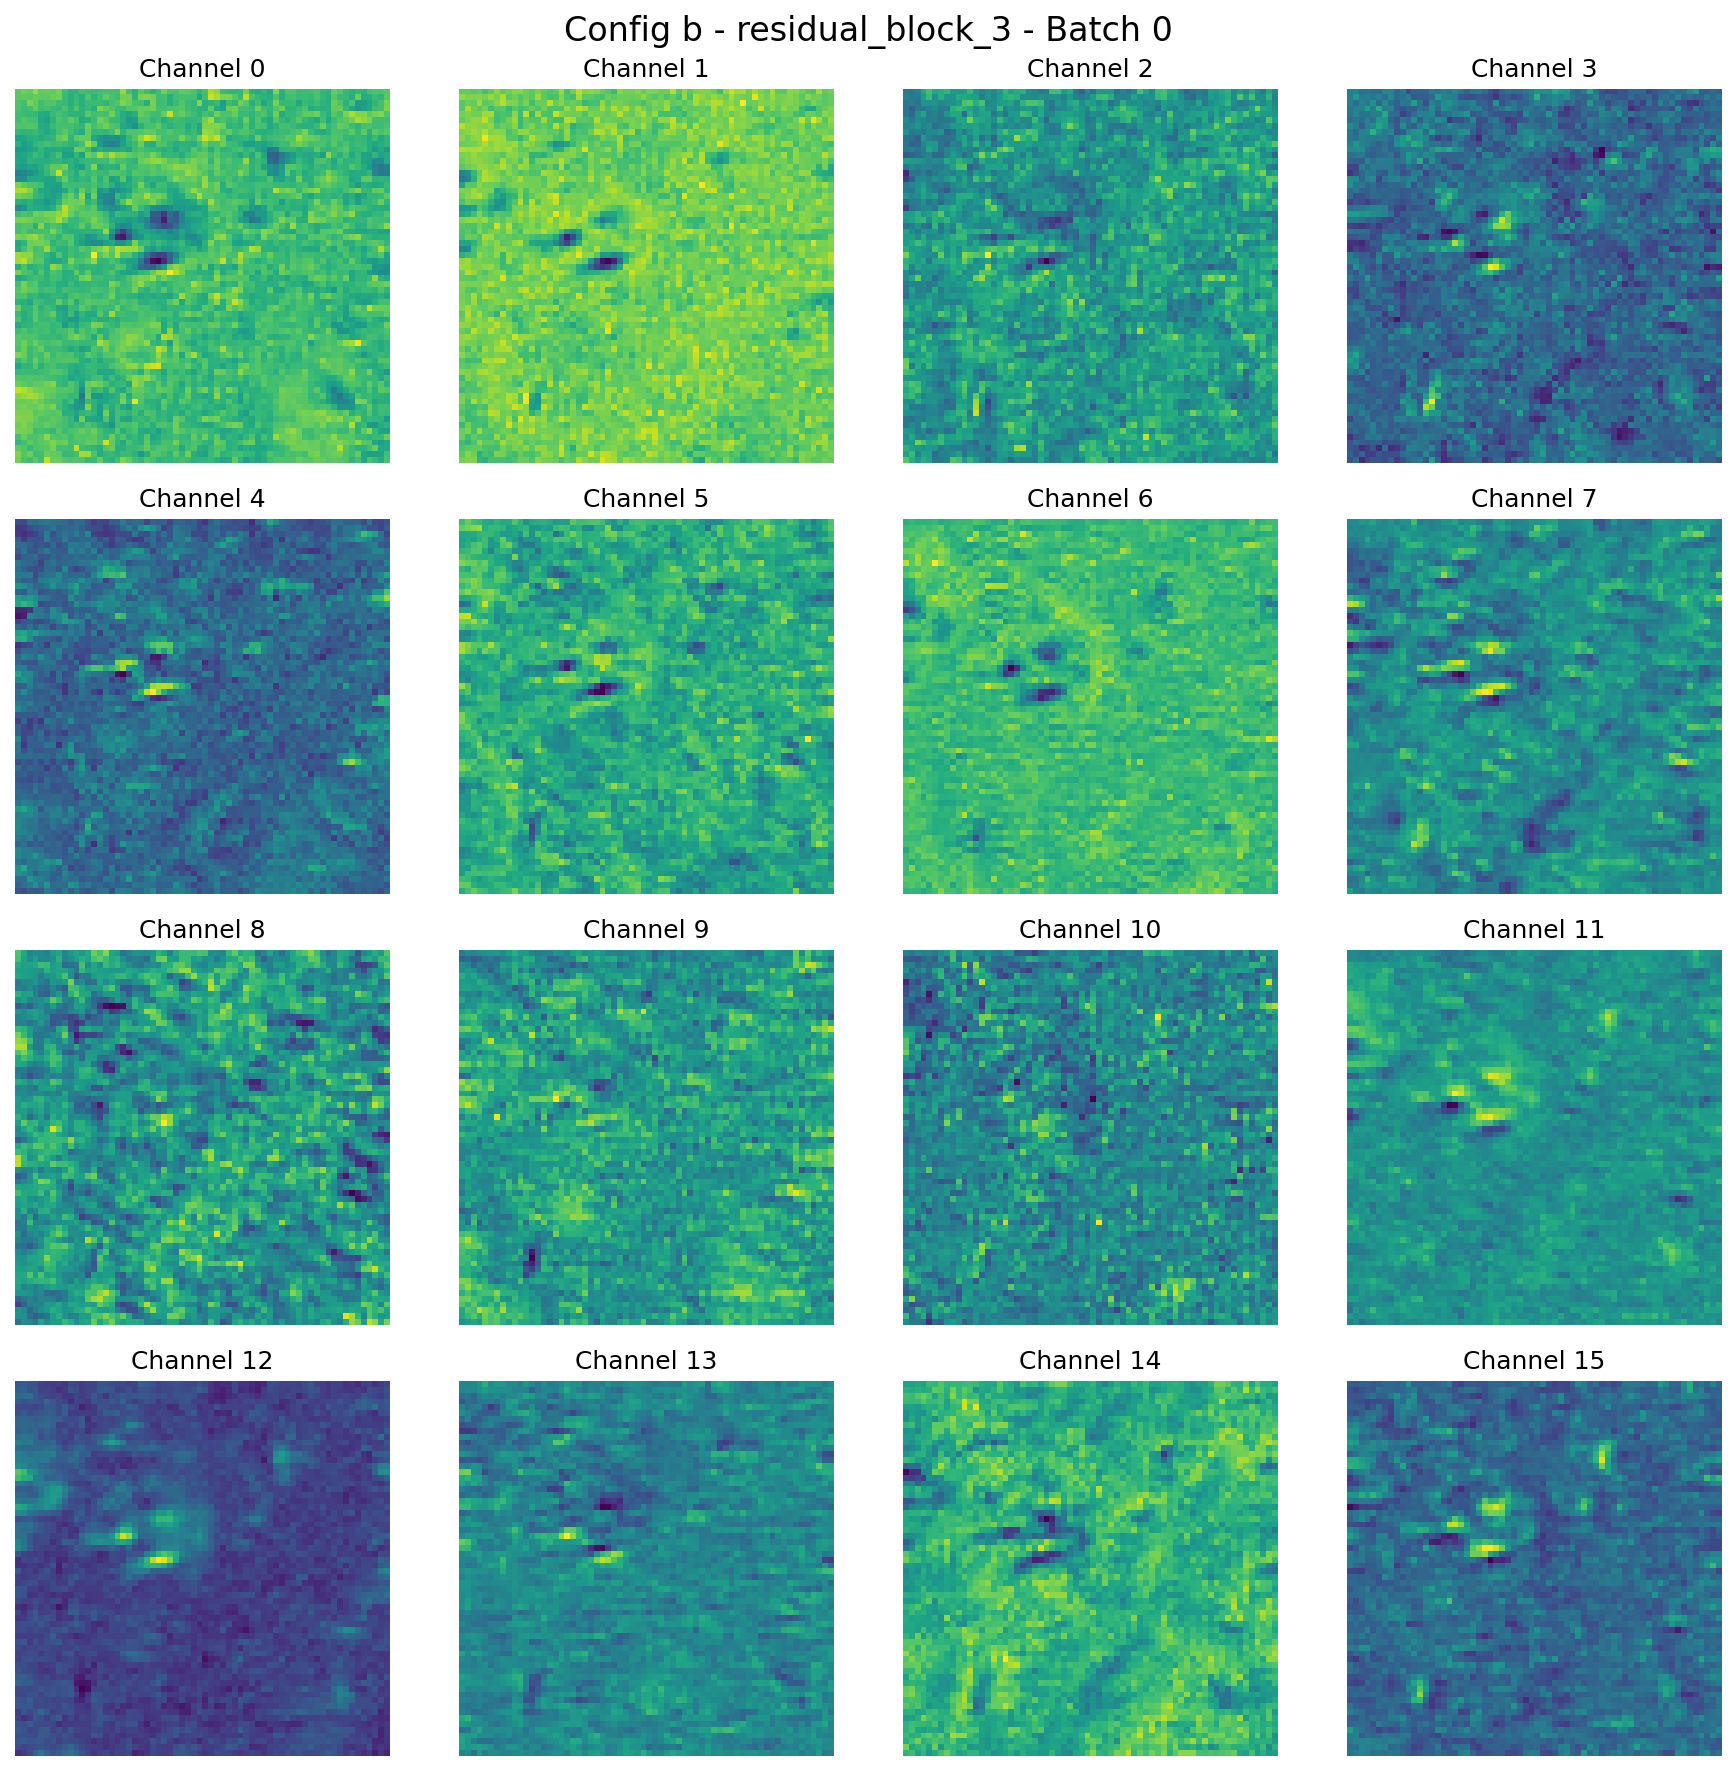 Config b - residual_block_3 - Batch 0
Channel 0
Channel 1
Channel 2
Channel 3
Channel 4
Channel 5
Channel 6
Channel 7
Channel 8
Channel 9
Channel 10
Channel 11
Channel 12
Channel 13
Channel 14
Channel 15